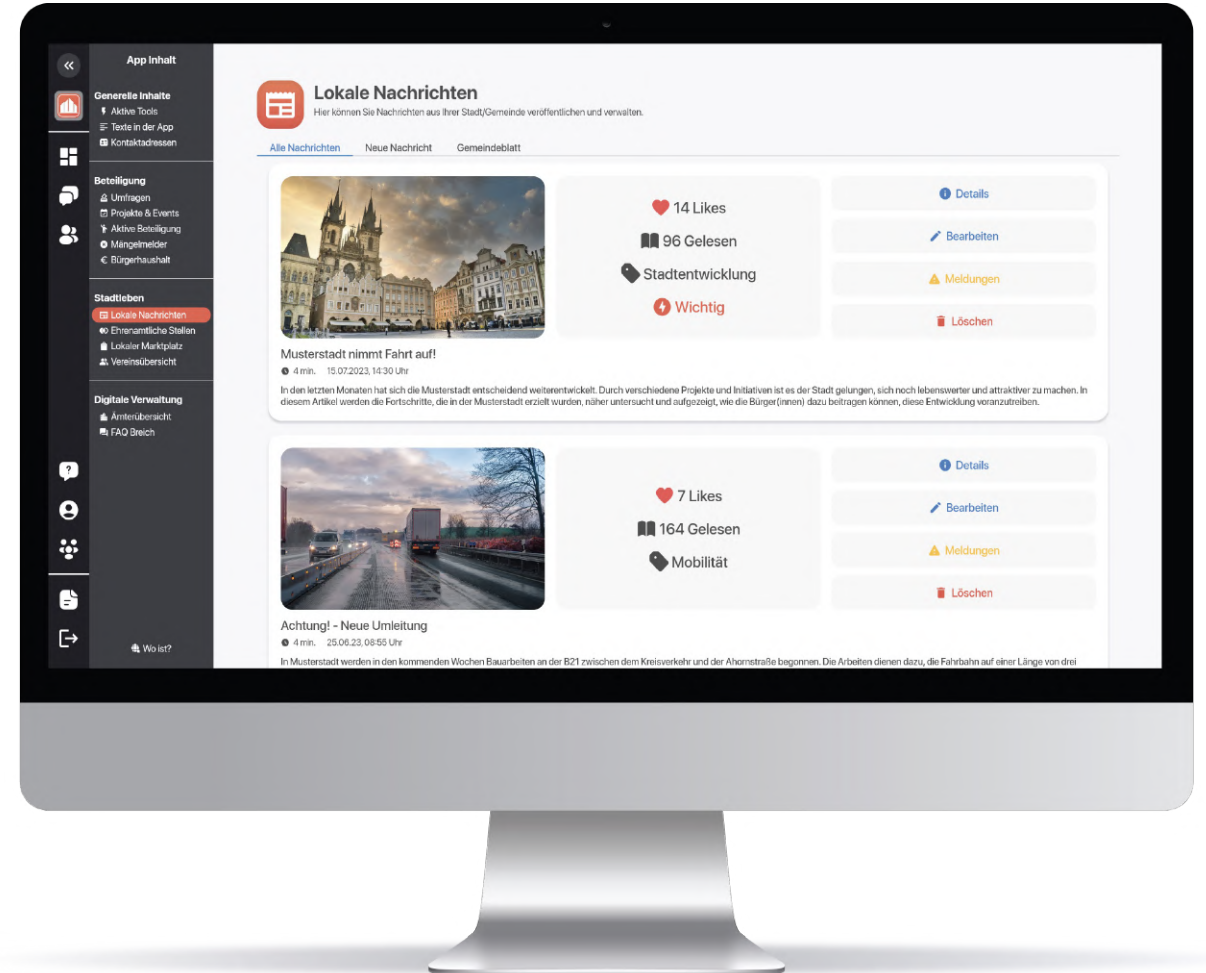 App Inhalt
Generelle Inhalte
Aktive Tools
Texte in der App
Kontaktadressen
Beteiligung
Umfragen
Projekte & Events
Aktive Beteiligung
Mängelmelder
Bürgerhaushalt
Stadtleben
Lokale Nachrichten
Ehrenamtliche Stellen
Lokaler Marktplatz
Vereinsübersicht
Digitale Verwaltung
Ämterübersicht
FAQ Breich
Wo ist?
Lokale Nachrichten
Hier können Sie Nachrichten aus Ihrer Stadt/Gemeinde veröffentlichen und verwalten.
Alle Nachrichten Neue Nachricht Gemeindeblatt
14 Likes
96 Gelesen
Stadtentwicklung
Wichtig
Details
Bearbeiten
Meldungen
Löschen
Musterstadt nimmt Fahrt auf!
4 min. 15.07.2023, 14:30 Uhr
In den letzten Monaten hat sich die Musterstadt entscheidend weiterentwickelt. Durch verschiedene Projekte und Initiativen ist es der Stadt gelungen, sich noch lebenswerter und attraktiver zu machen. In
diesem Artikel werden die Fortschritte, die in der Musterstadt erzielt wurden, näher untersucht und aufgezeigt, wie die Bürger(innen) dazu beitragen können, diese Entwicklung voranzutreiben.
7 Likes
164 Gelesen
Mobilität
Details
Bearbeiten
Meldungen
Löschen
Achtung! - Neue Umleitung
4 min. 25.06.23, 08:55 Uhr
In Musterstadt werden in den kommenden Wochen Bauarbeiten an der B21 zwischen dem Kreisverkehr und der Ahornstraße begonnen. Die Arbeiten dienen dazu, die Fahrbahn auf einer Länge von drei